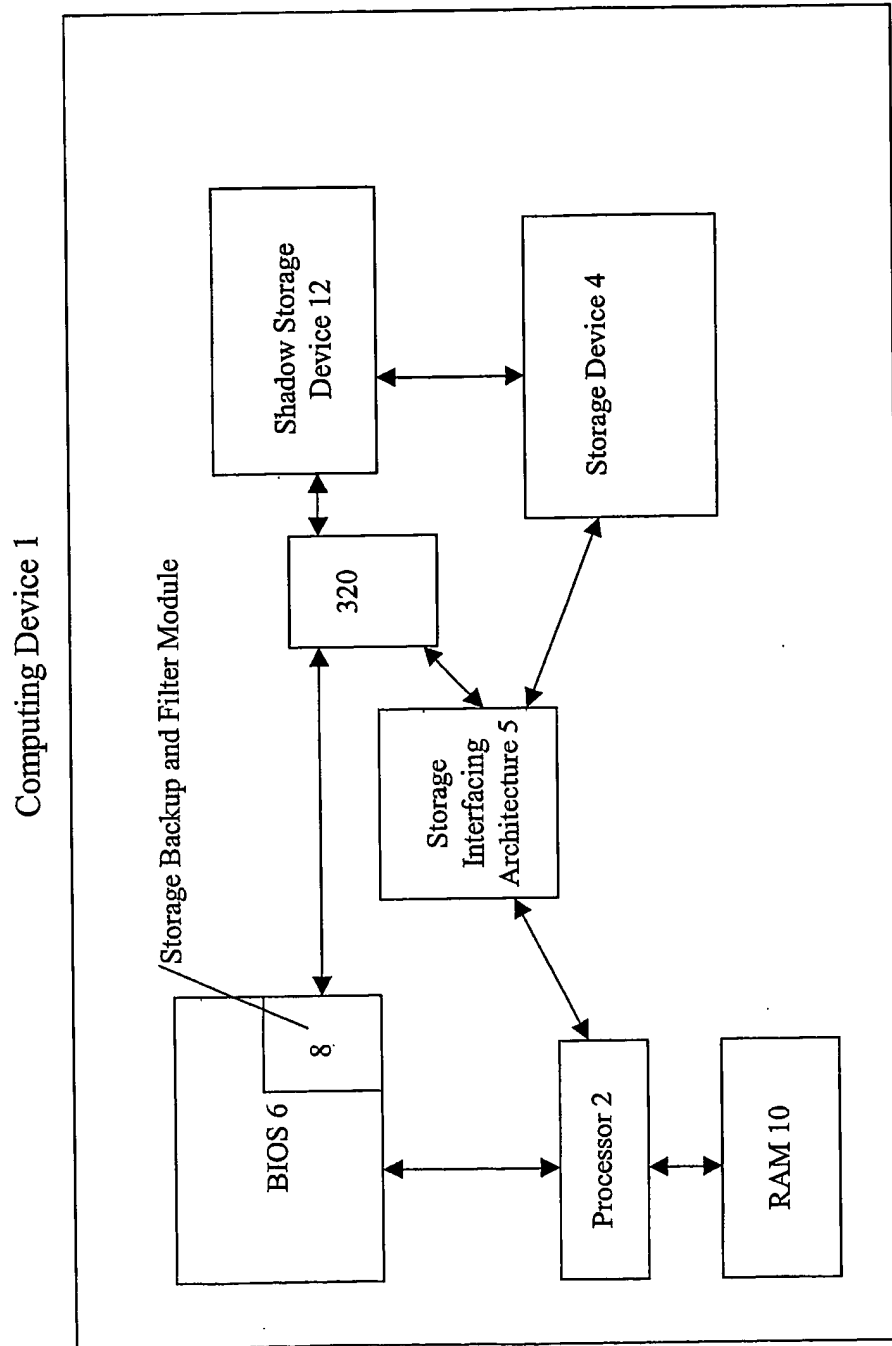 Computing Device 1
Storage Backup and Filter Module
BIOS 6
8
320
Shadow Storage
Device 12
Storage
Interfacing
Architecture 5
Processor 2
Storage Device 4
RAM 10